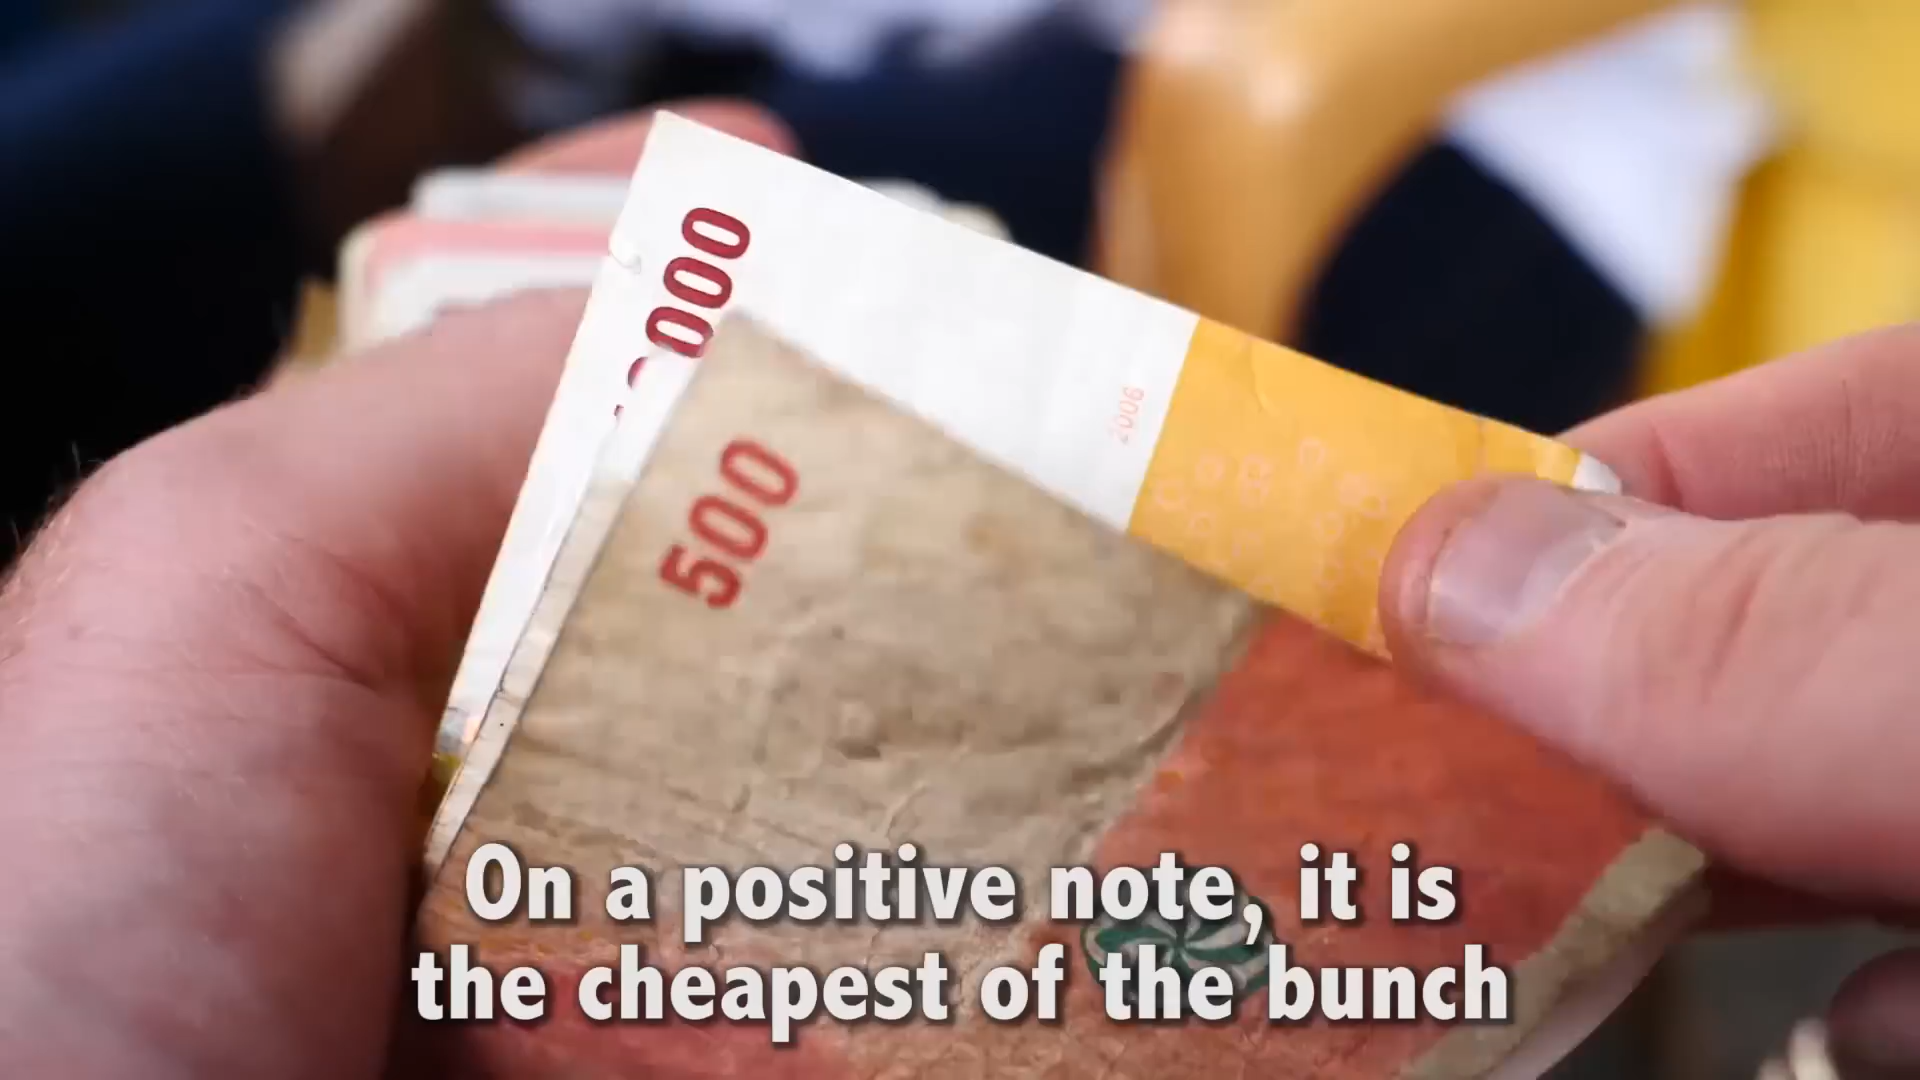 000
2006
500
On a positive note, it is
the cheapest of the bunch